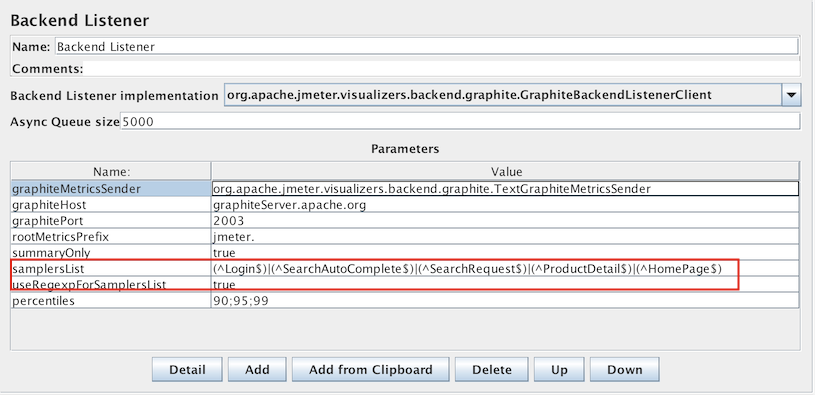 Backend Listener
Name: Backend Listener
Comments:
Backend Listener implementation org.apache.jmeter.visualizers.backend.graphite.GraphiteBackendListenerClient
Async Queue size 5000
Parameters
Name: Value
graphiteMetricsSender org.apache.jmeter.visualizers.backend.graphite.TextGraphiteMetricsSender
graphiteHost graphiteServer.apache.org
graphitePort 2003
rootMetricsPrefix jmeter.
summaryOnly true
samplersList (^Login$)|(^SearchAutoComplete$)|(^SearchRequest$)|(^ProductDetail$)|(^HomePage$)
useRegexpForSamplersList true
percentiles 90;95;99
Detail Add Add from Clipboard Delete Up Down